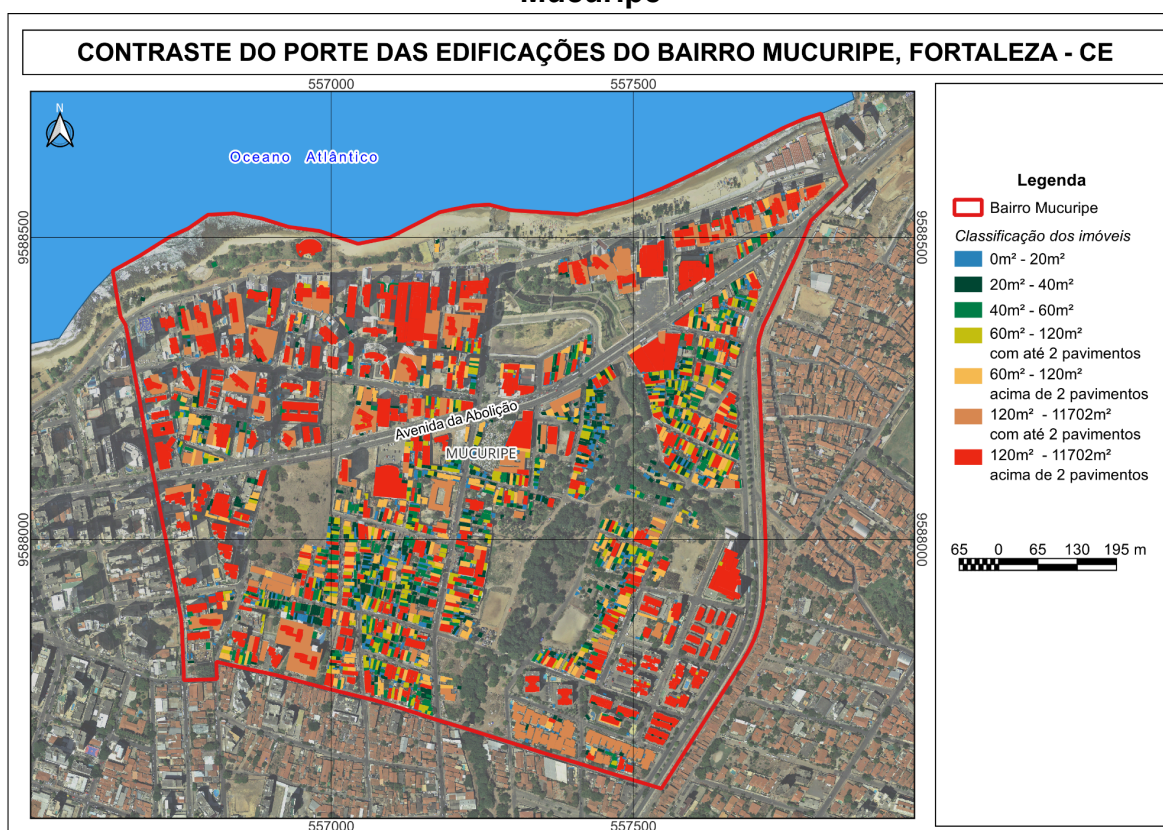 Mucuripe
CONTRASTE DO PORTE DAS EDIFICAÇÕES DO BAIRRO MUCURIPE, FORTALEZA - CE
557000
557500
N
Oceano Atlântico
9588500
9588500
Avenida da Abolição
MUCURIPE
9588000
9588000
557000
557500
Legenda
Bairro Mucuripe
Classificação dos imóveis
0m² - 20m²
20m² - 40m²
40m² - 60m²
60m² - 120m²
com até 2 pavimentos
60m² - 120m²
acima de 2 pavimentos
120m² - 11702m²
com até 2 pavimentos
120m² - 11702m²
acima de 2 pavimentos
65 0 65 130 195 m